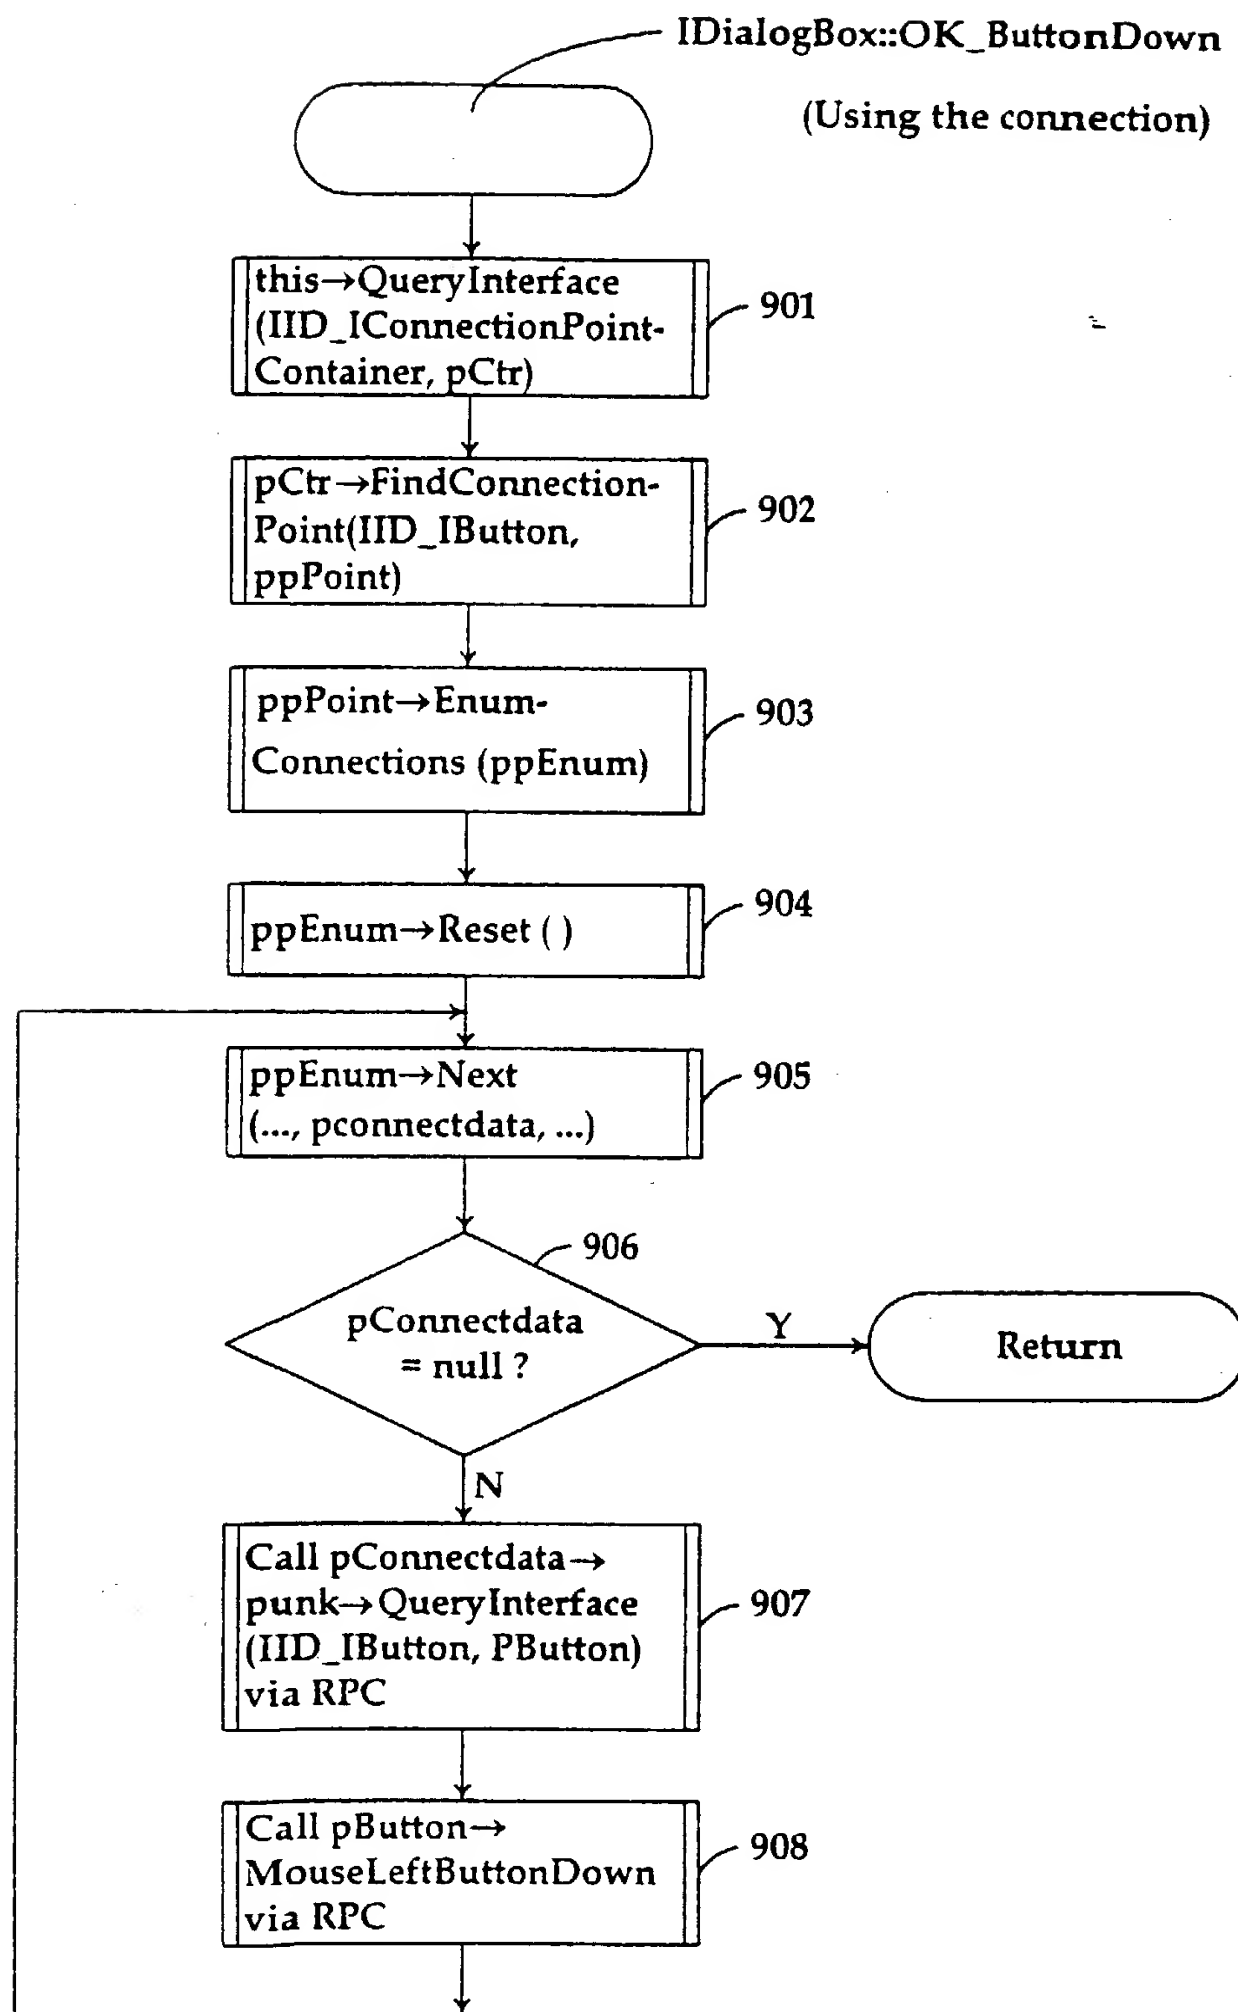 IDialogBox::OK_ButtonDown
(Using the connection)
this→QueryInterface
(IID_IConnectionPoint-
Container, pCtr)
901
pCtr→FindConnection-
Point(IID_IButton,
ppPoint)
902
ppPoint→Enum-
Connections (ppEnum)
903
ppEnum→Reset ( )
904
ppEnum→Next
(..., pconnectdata, ...)
905
906
pConnectdata
= null ?
Y
Return
N
Call pConnectdata→
punk→QueryInterface
(IID_IButton, PButton)
via RPC
907
Call pButton→
MouseLeftButtonDown
via RPC
908